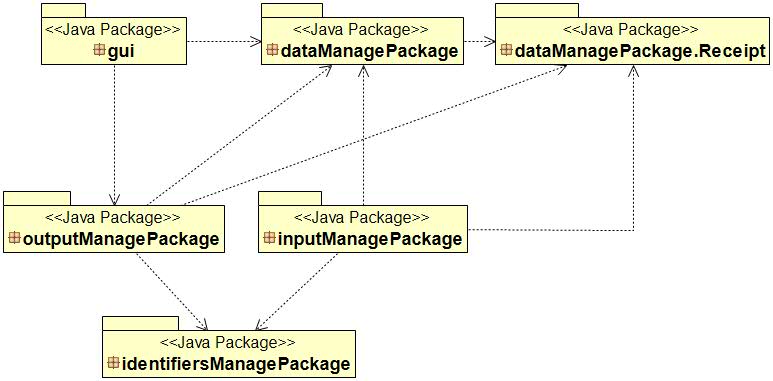 <<Java Package>>
gui
<<Java Package>>
dataManagePackage
<<Java Package>>
dataManagePackage.Receipt
<<Java Package>>
outputManagePackage
<<Java Package>>
inputManagePackage
<<Java Package>>
identifiersManagePackage